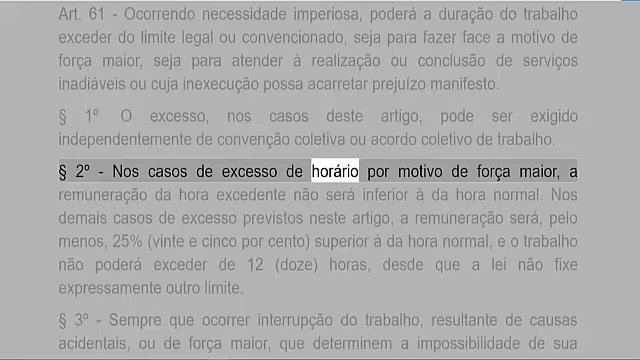 Art. 61 - Ocorrendo necessidade imperiosa, poderá a duração do trabalho
exceder do limite legal ou convencionado, seja para fazer face a motivo de
força maior, seja para atender à realização ou conclusão de serviços
inadiáveis ou cuja inexecução possa acarretar prejuízo manifesto.
§ 1º O excesso, nos casos deste artigo, pode ser exigido
independentemente de convenção coletiva ou acordo coletivo de trabalho.
§ 2º - Nos casos de excesso de horário por motivo de força maior, a
remuneração da hora excedente não será inferior à da hora normal. Nos
demais casos de excesso previstos neste artigo, a remuneração será, pelo
menos, 25% (vinte e cinco por cento) superior à da hora normal, e o trabalho
não poderá exceder de 12 (doze) horas, desde que a lei não fixe
expressamente outro limite.
§ 3º - Sempre que ocorrer interrupção do trabalho, resultante de causas
acidentais, ou de força maior, que determinem a impossibilidade de sua